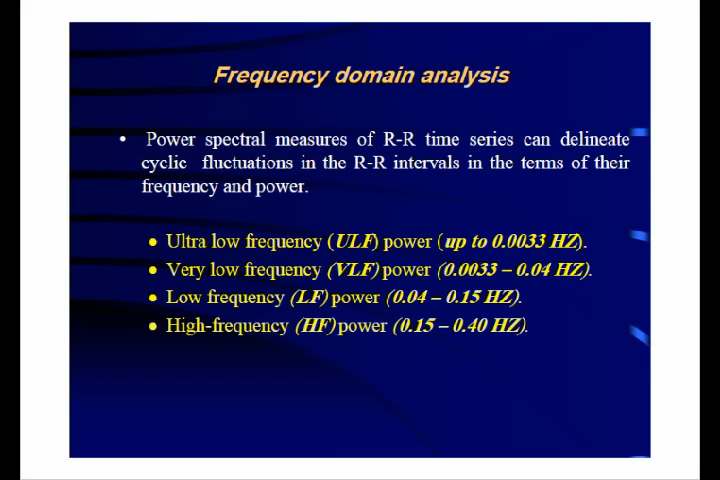 Frequency domain analysis
• Power spectral measures of R-R time series can delineate
cyclic fluctuations in the R-R intervals in the terms of their
frequency and power.
• Ultra low frequency (ULF) power (up to 0.0033 HZ).
• Very low frequency (VLF) power (0.0033 – 0.04 HZ).
• Low frequency (LF) power (0.04 – 0.15 HZ).
• High-frequency (HF) power (0.15 – 0.40 HZ).